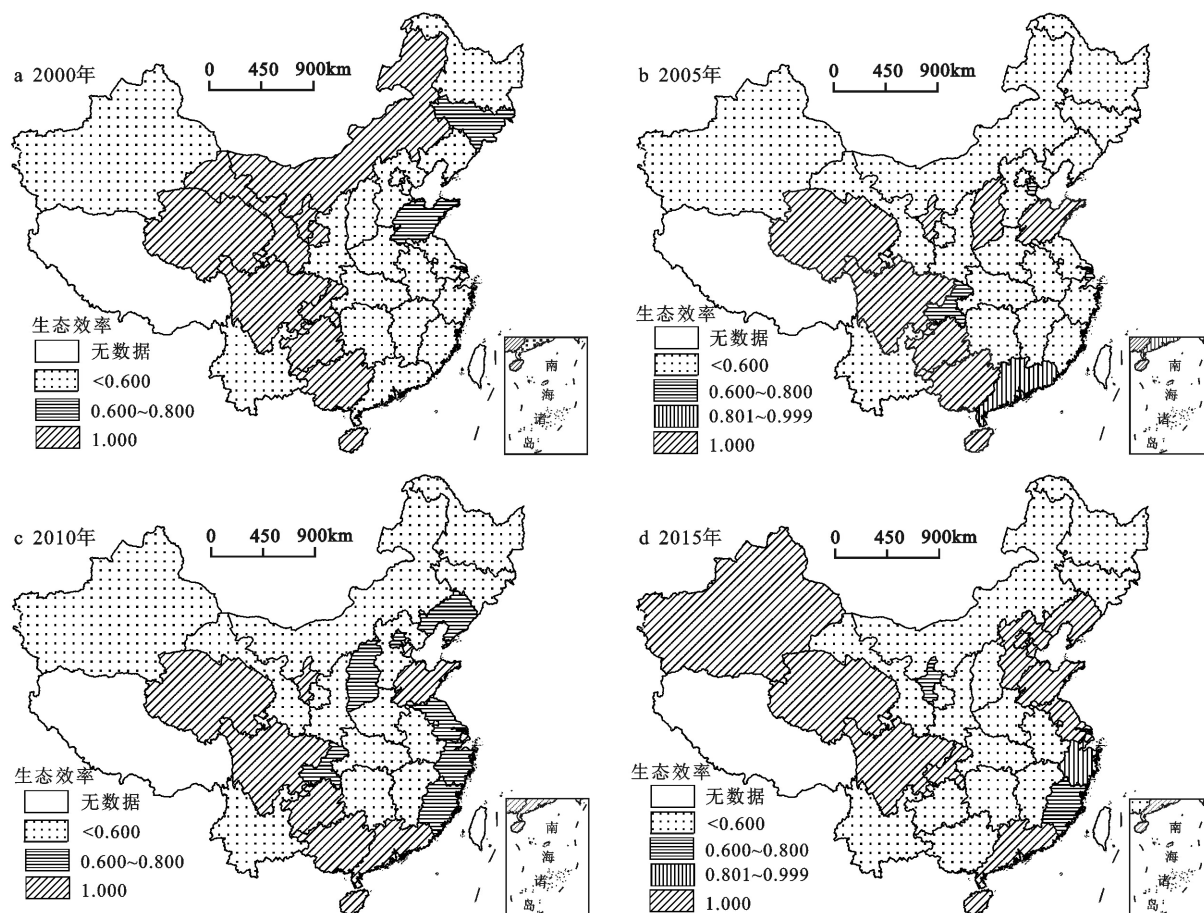 a 2000年
0 450 900km
生态效率
无数据
<0.600
0.600~0.800
1.000
南
海
诸
岛
b 2005年
0 450 900km
生态效率
无数据
<0.600
0.600~0.800
0.801~0.999
1.000
南
海
诸
岛
c 2010年
0 450 900km
生态效率
无数据
<0.600
0.600~0.800
1.000
南
海
诸
岛
d 2015年
0 450 900km
生态效率
无数据
<0.600
0.600~0.800
0.801~0.999
1.000
南
海
诸
岛